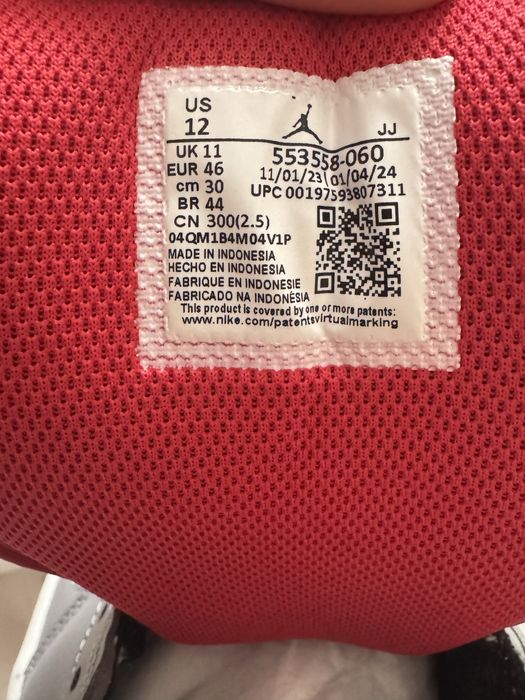 US
12
JJ
UK 11
EUR 46
cm 30
BR 44
CN 300(2.5)
553558-060
11/01/23 01/04/24
UPC 00197593807311
04QM1B4M04V1P
MADE IN INDONESIA
HECHO EN INDONESIA
FABRIQUE EN INDONESIE
FABRICADO NA INDONÉSIA
This product is covered by one or more patents:
www.nike.com/patentsvirtualmarking